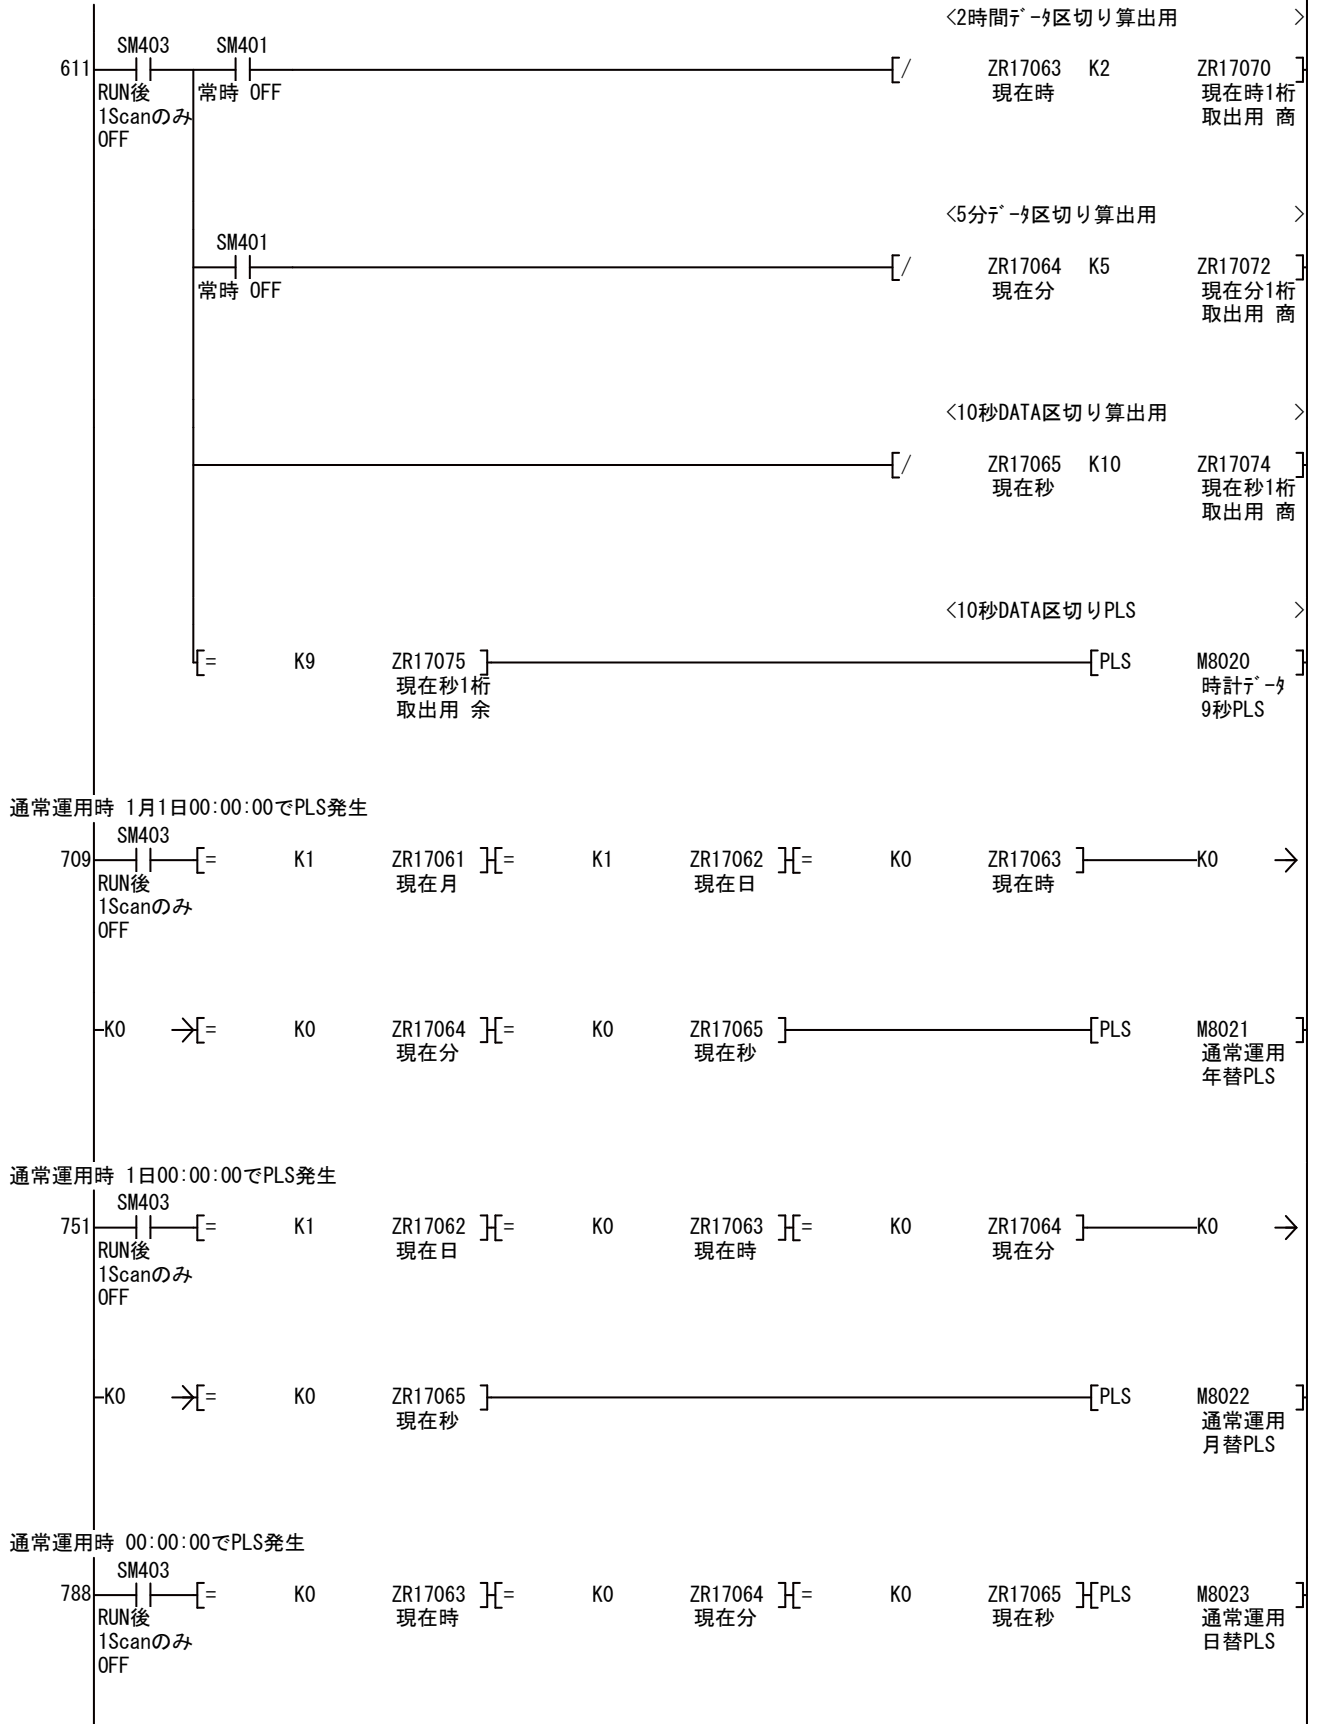 <2時間ﾃﾞｰﾀ区切り算出用 >
SM403 SM401
611 [/ ZR17063 K2 ZR17070 ]
RUN後 常時 OFF 現在時 現在時1桁
1Scanのみ 取出用 商
OFF
<5分ﾃﾞｰﾀ区切り算出用 >
SM401
[/ ZR17064 K5 ZR17072 ]
常時 OFF 現在分 現在分1桁
取出用 商
<10秒DATA区切り算出用 >
[/ ZR17065 K10 ZR17074 ]
現在秒 現在秒1桁
取出用 商
<10秒DATA区切りPLS >
[= K9 ZR17075 ] [PLS M8020 ]
現在秒1桁 時計ﾃﾞｰﾀ
取出用 余 9秒PLS
通常運用時 1月1日00:00:00でPLS発生
SM403
709 [= K1 ZR17061 ][= K1 ZR17062 ][= K0 ZR17063 ] K0
RUN後 現在月 現在日 現在時
1Scanのみ
OFF
K0 [= K0 ZR17064 ][= K0 ZR17065 ] [PLS M8021 ]
現在分 現在秒 通常運用
年替PLS
通常運用時 1日00:00:00でPLS発生
SM403
751 [= K1 ZR17062 ][= K0 ZR17063 ][= K0 ZR17064 ] K0
RUN後 現在日 現在時 現在分
1Scanのみ
OFF
K0 [= K0 ZR17065 ] [PLS M8022 ]
現在秒 通常運用
月替PLS
通常運用時 00:00:00でPLS発生
SM403
788 [= K0 ZR17063 ][= K0 ZR17064 ][= K0 ZR17065 ][PLS M8023 ]
RUN後 現在時 現在分 現在秒 通常運用
1Scanのみ 日替PLS
OFF